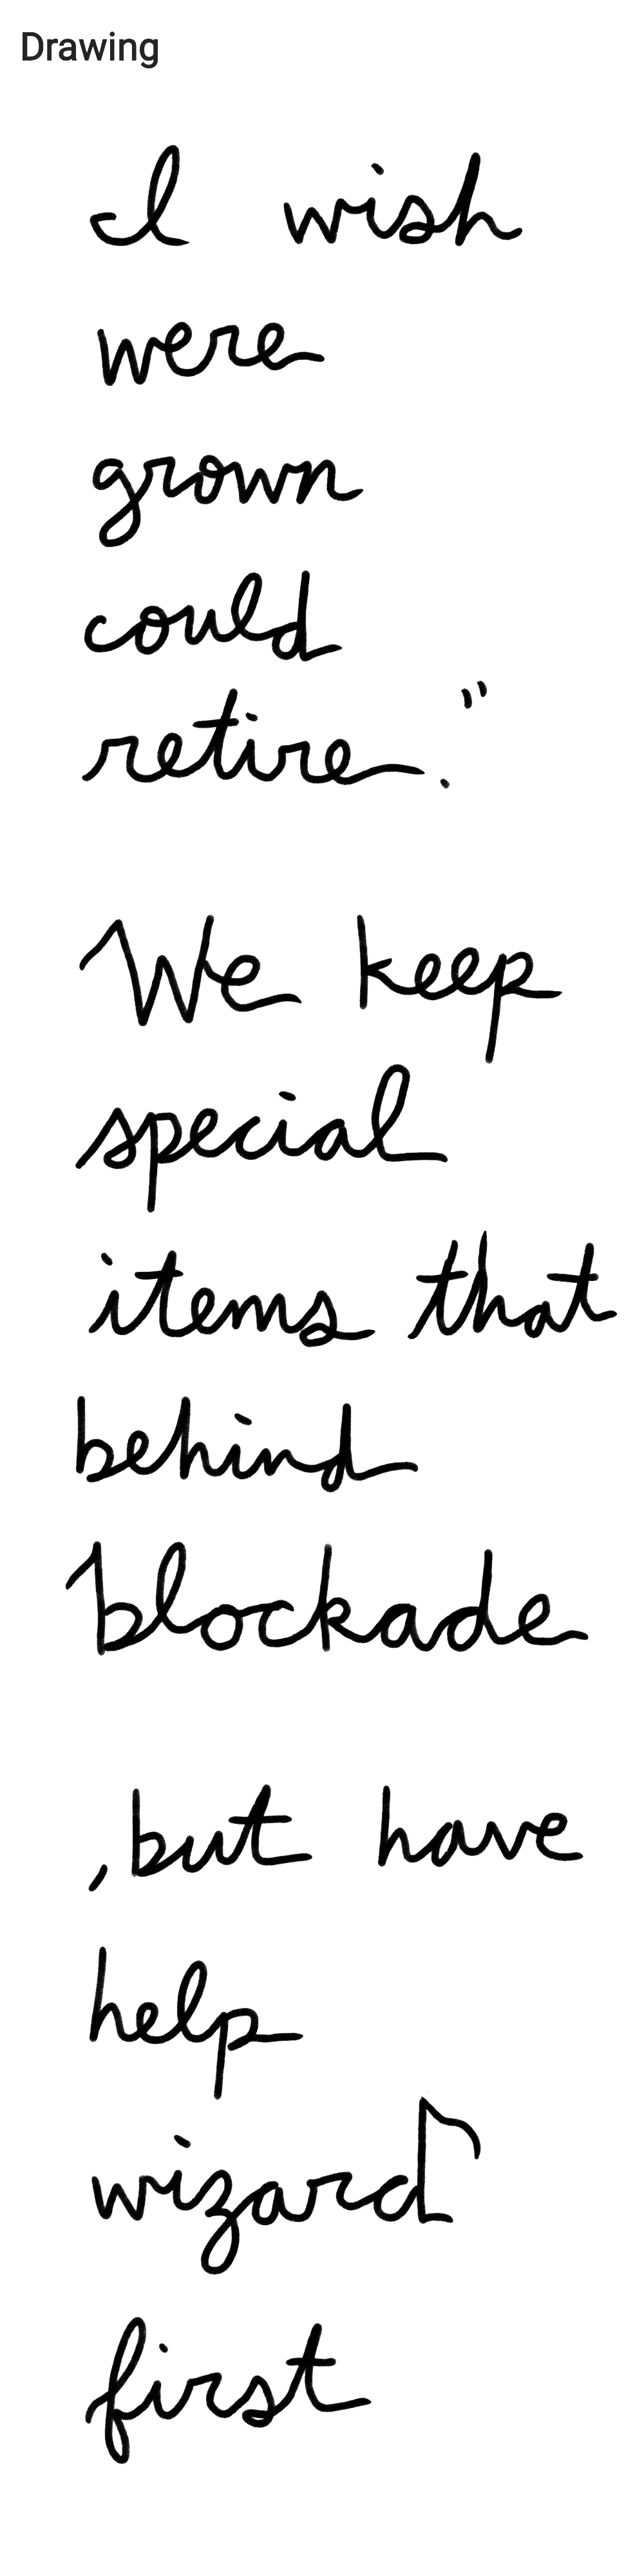 Drawing
I wish
were
grown
could
retire."
We keep
special
items that
behind
blockade
, but have
help
wizard
first